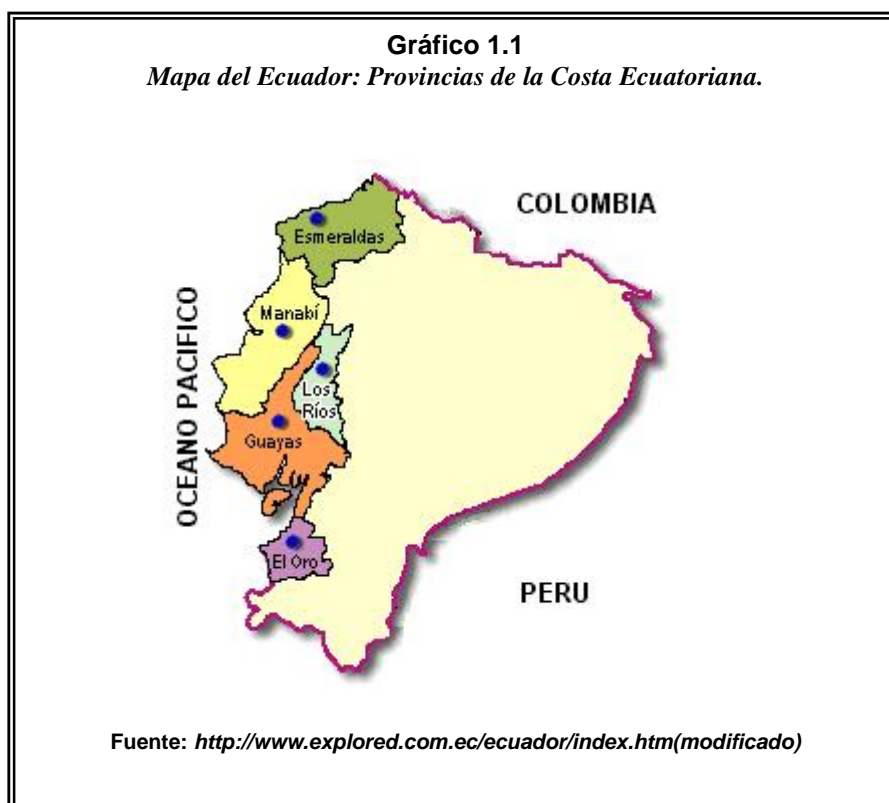 Gráfico 1.1
Mapa del Ecuador: Provincias de la Costa Ecuatoriana.
COLOMBIA
Esmeraldas
OCEANO PACIFICO
Manabí
Los
Ríos
Guayas
El Oro
PERU
Fuente: http://www.explored.com.ec/ecuador/index.htm(modificado)